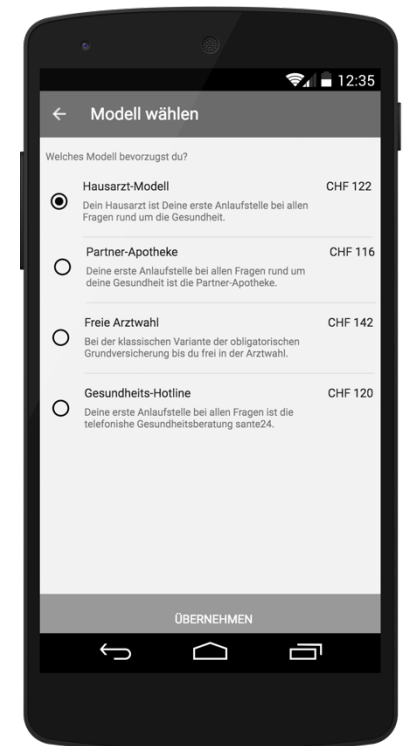 12:35
Modell wählen
Welches Modell bevorzugst du?
Hausarzt-Modell CHF 122
Dein Hausarzt ist Deine erste Anlaufstelle bei allen
Fragen rund um die Gesundheit.
Partner-Apotheke CHF 116
Deine erste Anlaufstelle bei allen Fragen rund um
deine Gesundheit ist die Partner-Apotheke.
Freie Arztwahl CHF 142
Bei der klassischen Variante der obligatorischen
Grundversicherung bis du frei in der Arztwahl.
Gesundheits-Hotline CHF 120
Deine erste Anlaufstelle bei allen Fragen ist die
telefonishe Gesundheitsberatung sante24.
ÜBERNEHMEN